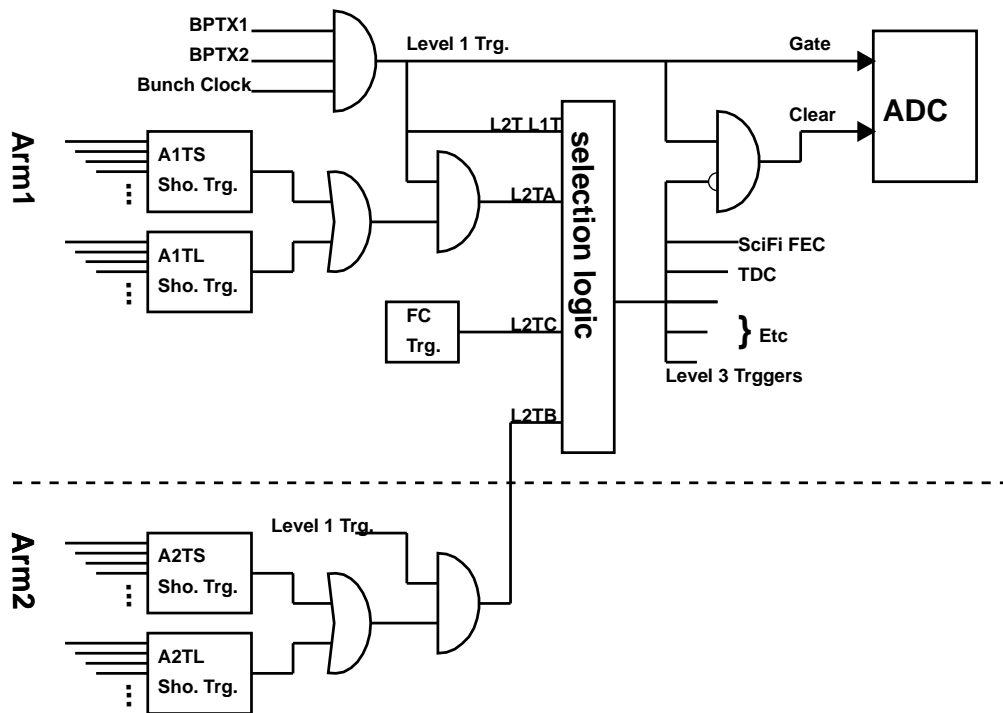 BPTX1
BPTX2
Bunch Clock
Level 1 Trg.
Gate
Clear
ADC
Arm1
A1TS
Sho. Trg.
...
A1TL
Sho. Trg.
...
L2T L1T
L2TA
FC
Trg.
L2TC
L2TB
selection logic
SciFi FEC
TDC
} Etc
Level 3 Trggers
Arm2
Level 1 Trg.
A2TS
Sho. Trg.
...
A2TL
Sho. Trg.
...